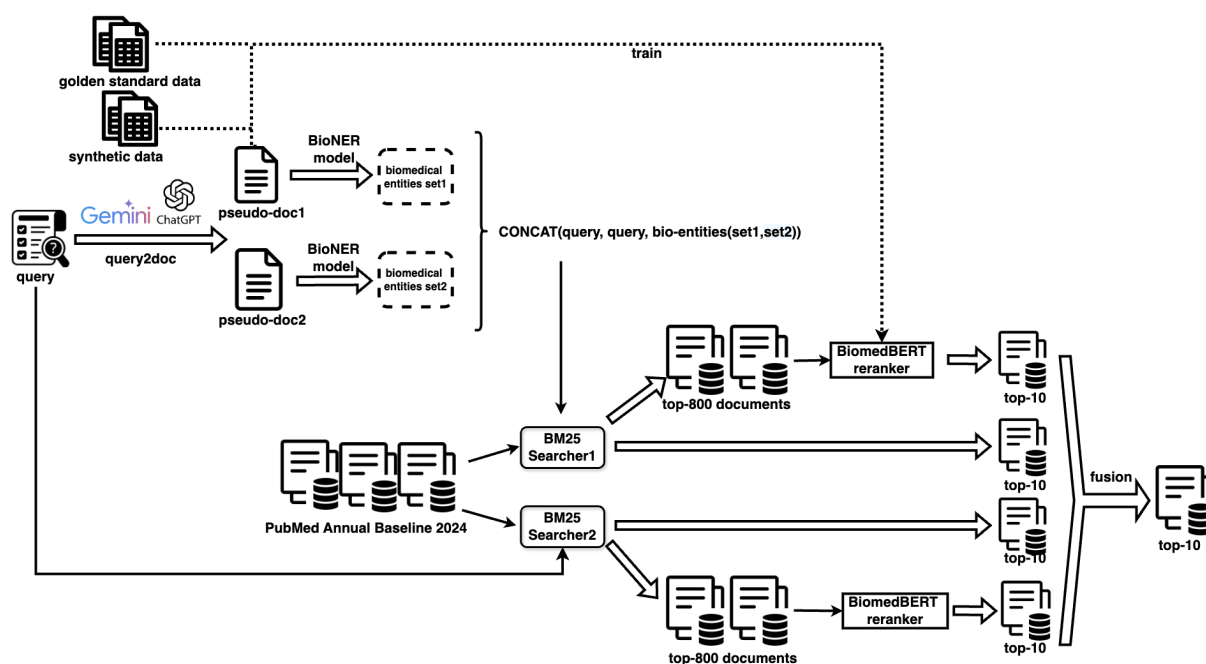 golden standard data
train
synthetic data
BioNER
model
biomedical
entities set1
Gemini
ChatGPT
pseudo-doc1
query2doc
query
CONCAT(query, query, bio-entities(set1,set2))
BioNER
model
biomedical
entities set2
pseudo-doc2
BiomedBERT
reranker
top-800 documents
top-10
BM25
Searcher1
top-10
fusion
PubMed Annual Baseline 2024
BM25
Searcher2
top-10
top-10
BiomedBERT
reranker
top-800 documents
top-10